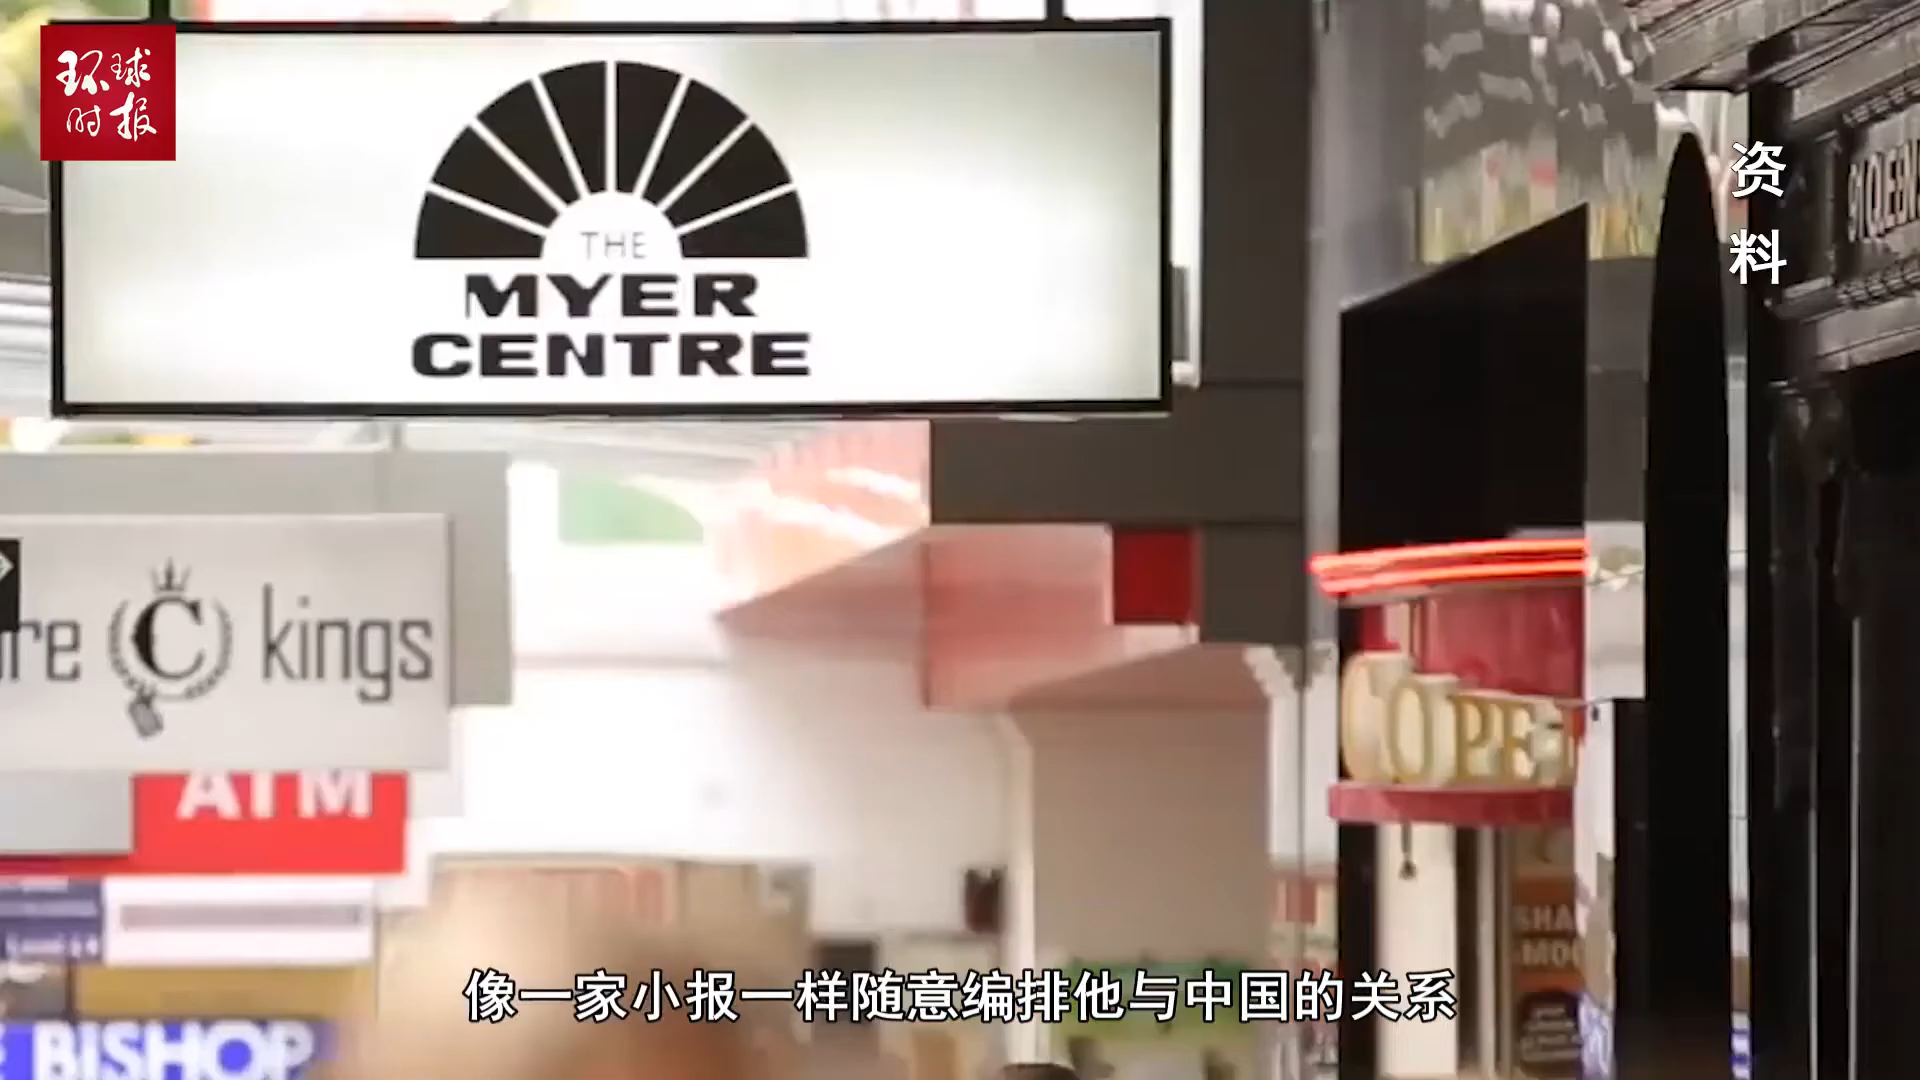 环球
时报
资料
THE
MYER
CENTRE
C kings
ATM
BISHOP
像一家小报一样随意编排他与中国的关系